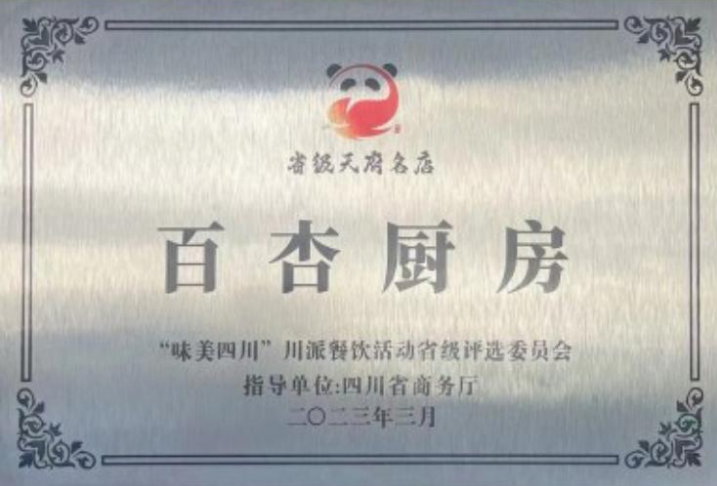 省级天府名店
百杏厨房
“味美四川”川派餐饮活动省级评选委员会
指导单位:四川省商务厅
二〇二三年三月